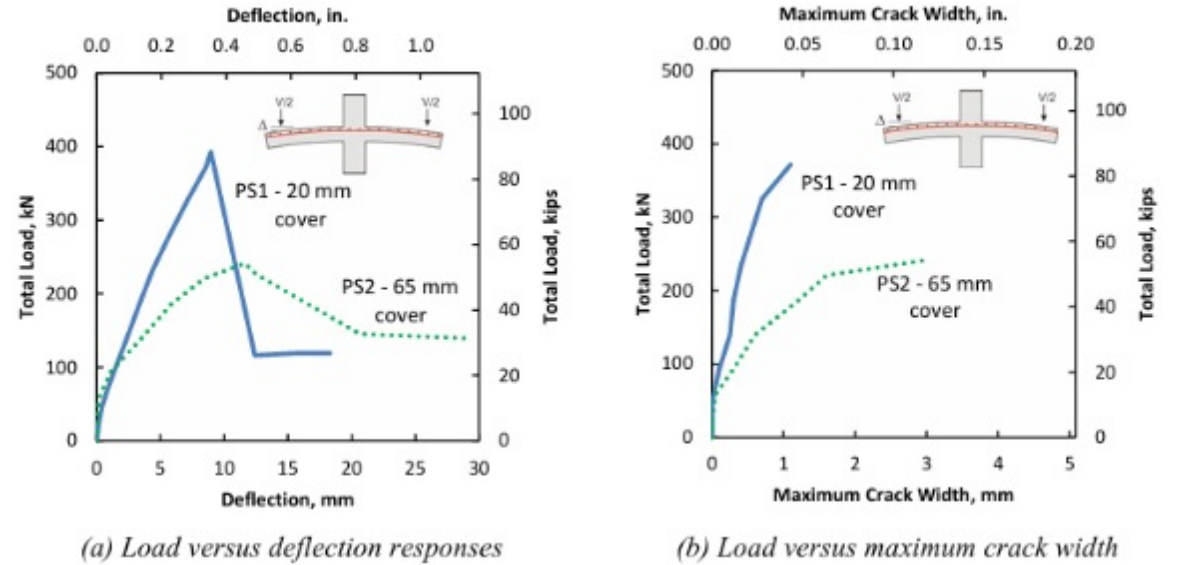 Deflection, in.
0.0 0.2 0.4 0.6 0.8 1.0
500
400
300
200
100
0
Total Load, kN
100
80
60
40
20
0
Total Load, kips
V/2 V/2
Δ
PS1 - 20 mm
cover
PS2 - 65 mm
cover
0 5 10 15 20 25 30
Deflection, mm
(a) Load versus deflection responses
Maximum Crack Width, in.
0.00 0.05 0.10 0.15 0.20
500
400
300
200
100
0
Total Load, kN
100
80
60
40
20
0
Total Load, kips
V/2 V/2
Δ
PS1 - 20 mm
cover
PS2 - 65 mm
cover
0 1 2 3 4 5
Maximum Crack Width, mm
(b) Load versus maximum crack width